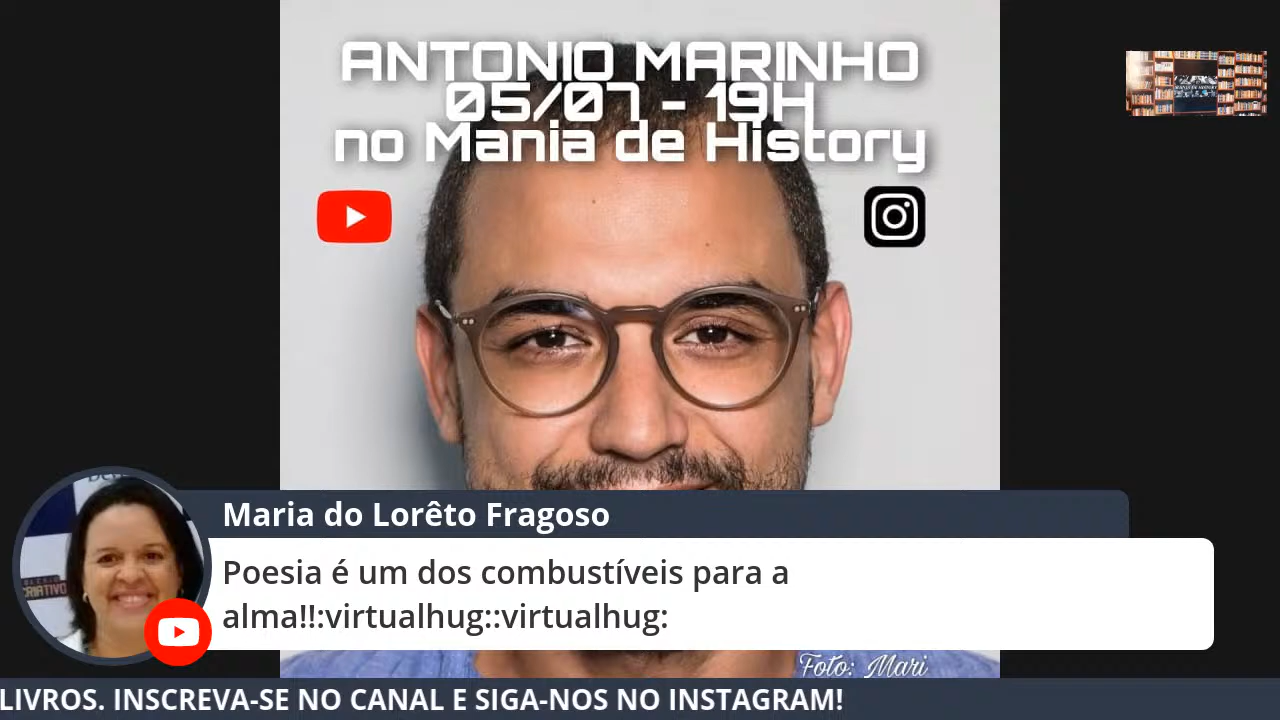 ANTONIO MARINHO
05/07 - 19H
no Mania de History
Maria do Lorêto Fragoso
Poesia é um dos combustíveis para a
alma!!:virtualhug::virtualhug:
Foto: Mari
LIVROS. INSCREVA-SE NO CANAL E SIGA-NOS NO INSTAGRAM!